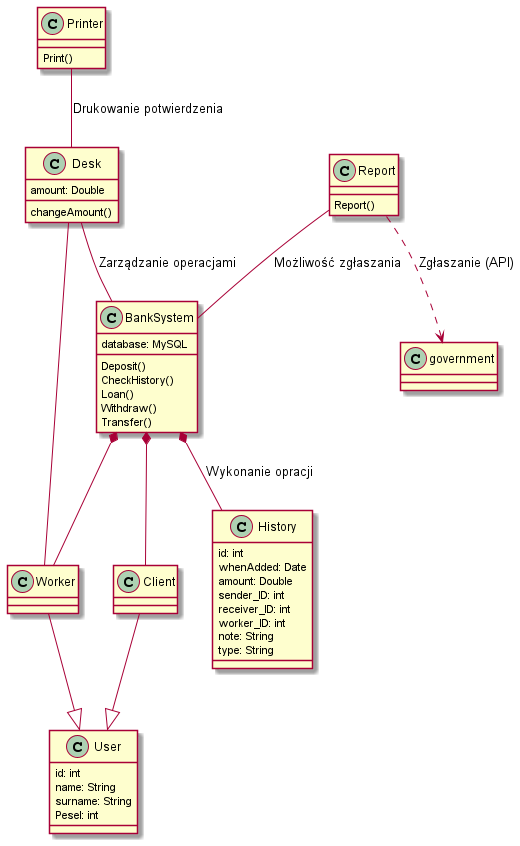 C Printer
Print()
Drukowanie potwierdzenia
C Desk
amount: Double
changeAmount()
C Report
Report()
Zarządzanie operacjami
Możliwość zgłaszania
Zgłaszanie (API)
C BankSystem
database: MySQL
Deposit()
CheckHistory()
Loan()
Withdraw()
Transfer()
C government
Wykonanie opracji
C History
id: int
whenAdded: Date
amount: Double
sender_ID: int
receiver_ID: int
worker_ID: int
note: String
type: String
C Worker
C Client
C User
id: int
name: String
surname: String
Pesel: int